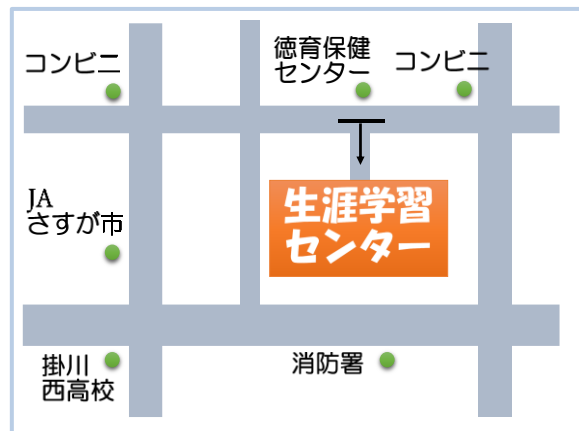 コンビニ
徳育保健
センター
コンビニ
JA
さすが市
生涯学習
センター
掛川
西高校
消防署